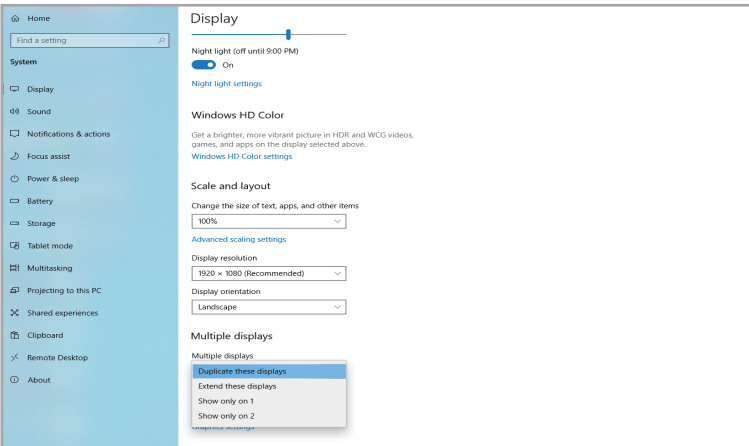 Home
Find a setting
System
Display
Sound
Notifications & actions
Focus assist
Power & sleep
Battery
Storage
Tablet mode
Multitasking
Projecting to this PC
Shared experiences
Clipboard
Remote Desktop
About
Display
Night light (off until 9:00 PM)
On
Night light settings
Windows HD Color
Get a brighter, more vibrant picture in HDR and WCG videos,
games, and apps on the display selected above.
Windows HD Color settings
Scale and layout
Change the size of text, apps, and other items
100%
Advanced scaling settings
Display resolution
1920 × 1080 (Recommended)
Display orientation
Landscape
Multiple displays
Multiple displays
Duplicate these displays
Extend these displays
Show only on 1
Show only on 2
Graphics settings